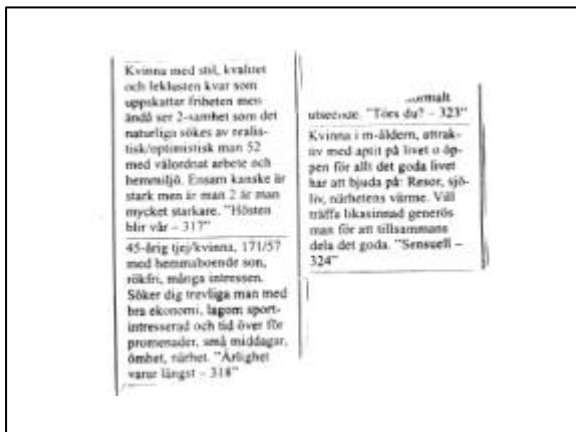 Kvinna med stil, kvalitet
och leklusten kvar som
uppskattar friheten men
ändå ser 2-samhet som det
naturliga sökes av realis-
tisk/optimistisk man 52
med välordnat arbete och
hemmiljö. Ensam kanske är
stark men är man 2 är man
mycket starkare. "Hösten
blir vår – 317"
45-årig tjej/kvinna, 171/57
med hemmaboende son,
rökfri, många intressen.
Söker dig trevliga man med
bra ekonomi, lagom sport-
intresserad och tid över för
promenader, små middagar,
ömhet, närhet. "Ärlighet
varar längst – 318"
utseende. "Törs du? – 323"
Kvinna i m-åldern, attrak-
tiv med aptit på livet o öp-
pen för allt det goda livet
har att bjuda på: Resor, sjö-
liv, närhetens värme. Vill
träffa likasinnad generös
man för att tillsammans
dela det goda. "Sensuell –
324"